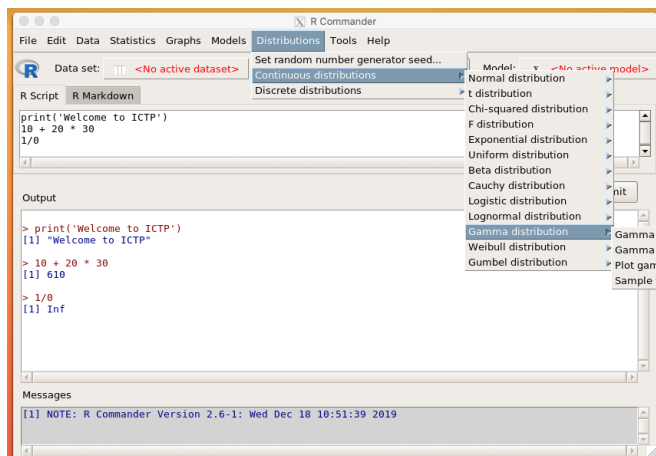 R Commander
File Edit Data Statistics Graphs Models Distributions Tools Help
R Data set: <No active dataset> Model: Σ <No active model>
Set random number generator seed...
Continuous distributions
Discrete distributions
Normal distribution
t distribution
Chi-squared distribution
F distribution
Exponential distribution
Uniform distribution
Beta distribution
Cauchy distribution
Logistic distribution
Lognormal distribution
Gamma distribution
Weibull distribution
Gumbel distribution
Gamma
Gamma
Plot gam
Sample
R Script R Markdown
print('Welcome to ICTP')
10 + 20 * 30
1/0
Output
> print('Welcome to ICTP')
[1] "Welcome to ICTP"
> 10 + 20 * 30
[1] 610
> 1/0
[1] Inf
Messages
[1] NOTE: R Commander Version 2.6-1: Wed Dec 18 10:51:39 2019